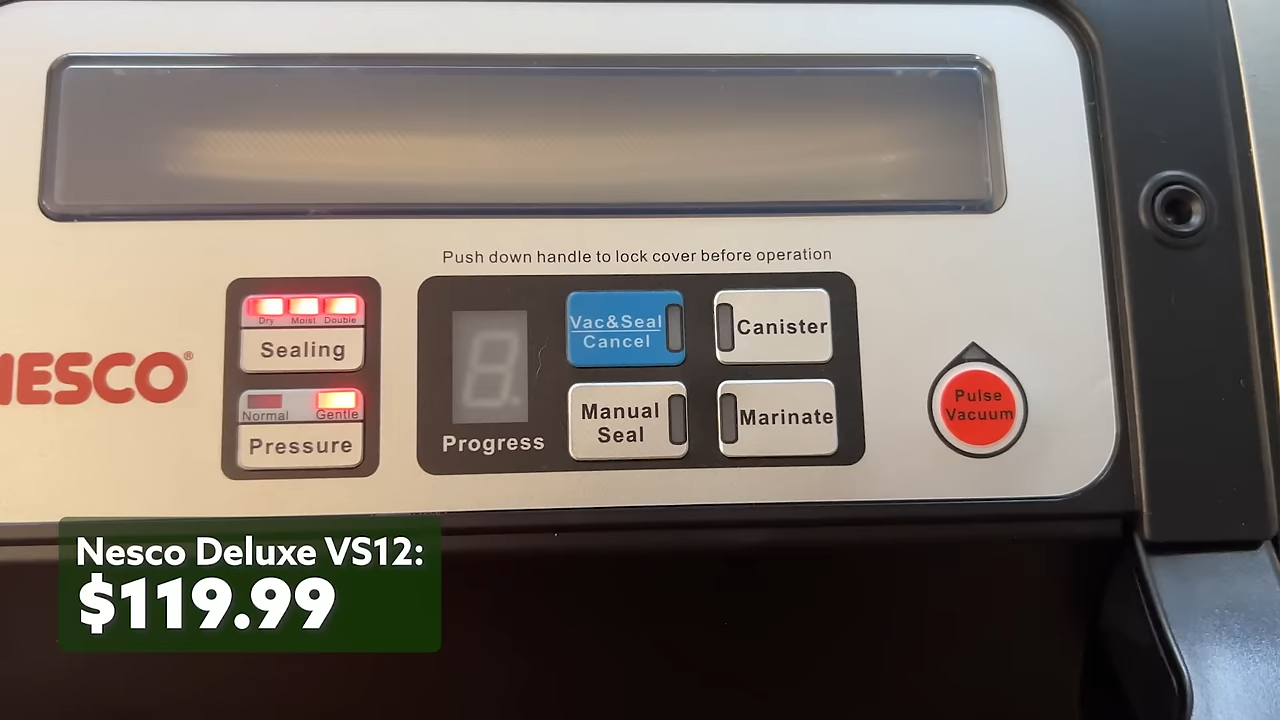 Push down handle to lock cover before operation
NESCO®
Dry Moist Double
Sealing
Normal Gentle
Pressure
Progress
Vac&Seal
Cancel
Canister
Manual
Seal
Marinate
Pulse
Vacuum
Nesco Deluxe VS12:
$119.99